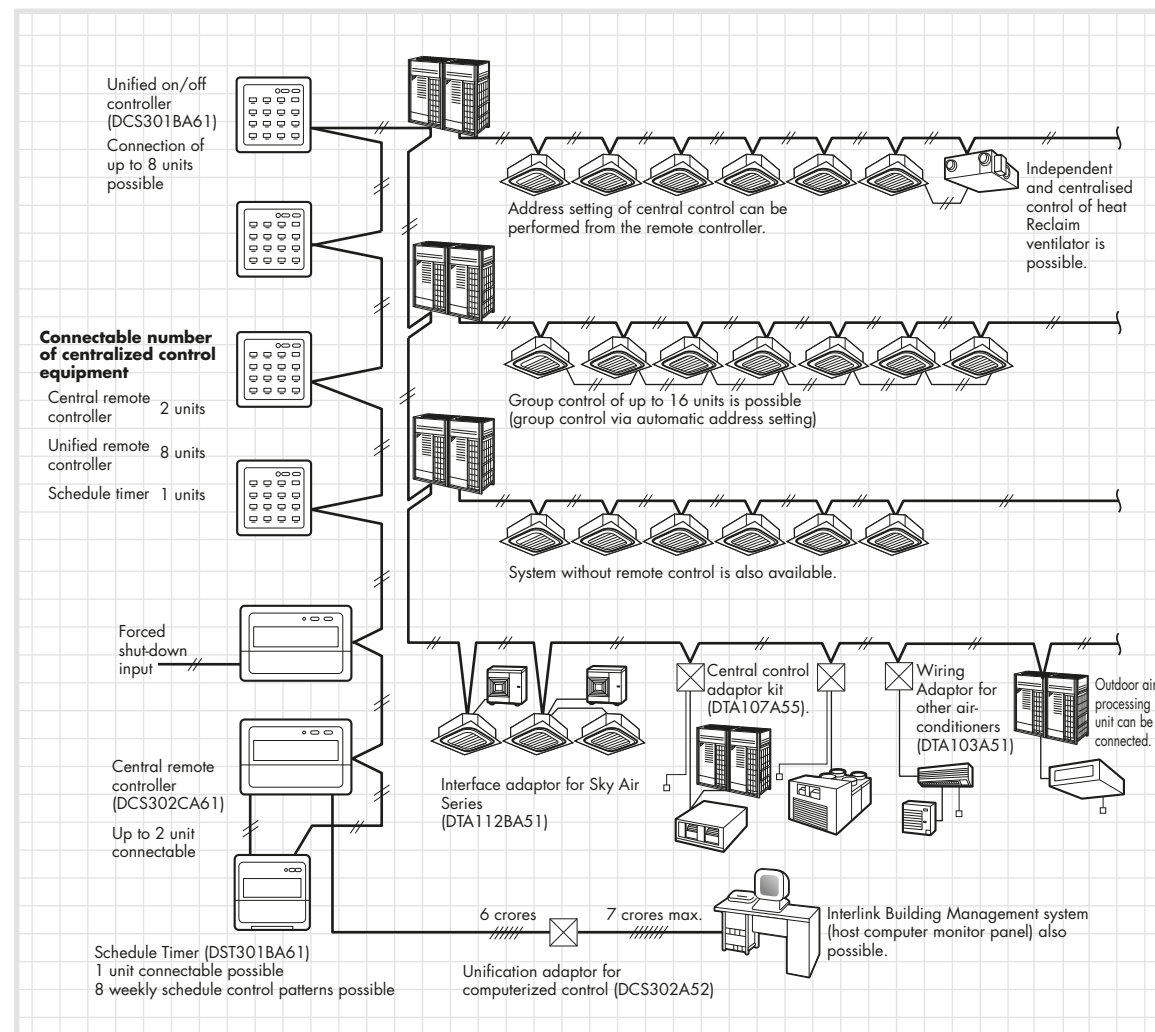 Unified on/off
controller
(DCS301BA61)
Connection of
up to 8 units
possible
Address setting of central control can be
performed from the remote controller.
Independent
and centralised
control of heat
Reclaim
ventilator is
possible.
Connectable number
of centralized control
equipment
Central remote
controller 2 units
Unified remote
controller 8 units
Schedule timer 1 units
Group control of up to 16 units is possible
(group control via automatic address setting)
System without remote control is also available.
Forced
shut-down
input
Central remote
controller
(DCS302CA61)
Up to 2 unit
connectable
Interface adaptor for Sky Air
Series
(DTA112BA51)
Central control
adaptor kit
(DTA107A55).
Wiring
Adaptor for
other air-
conditioners
(DTA103A51)
Outdoor air
processing
unit can be
connected.
Schedule Timer (DST301BA61)
1 unit connectable possible
8 weekly schedule control patterns possible
6 crores
7 crores max.
Unification adaptor for
computerized control (DCS302A52)
Interlink Building Management system
(host computer monitor panel) also
possible.